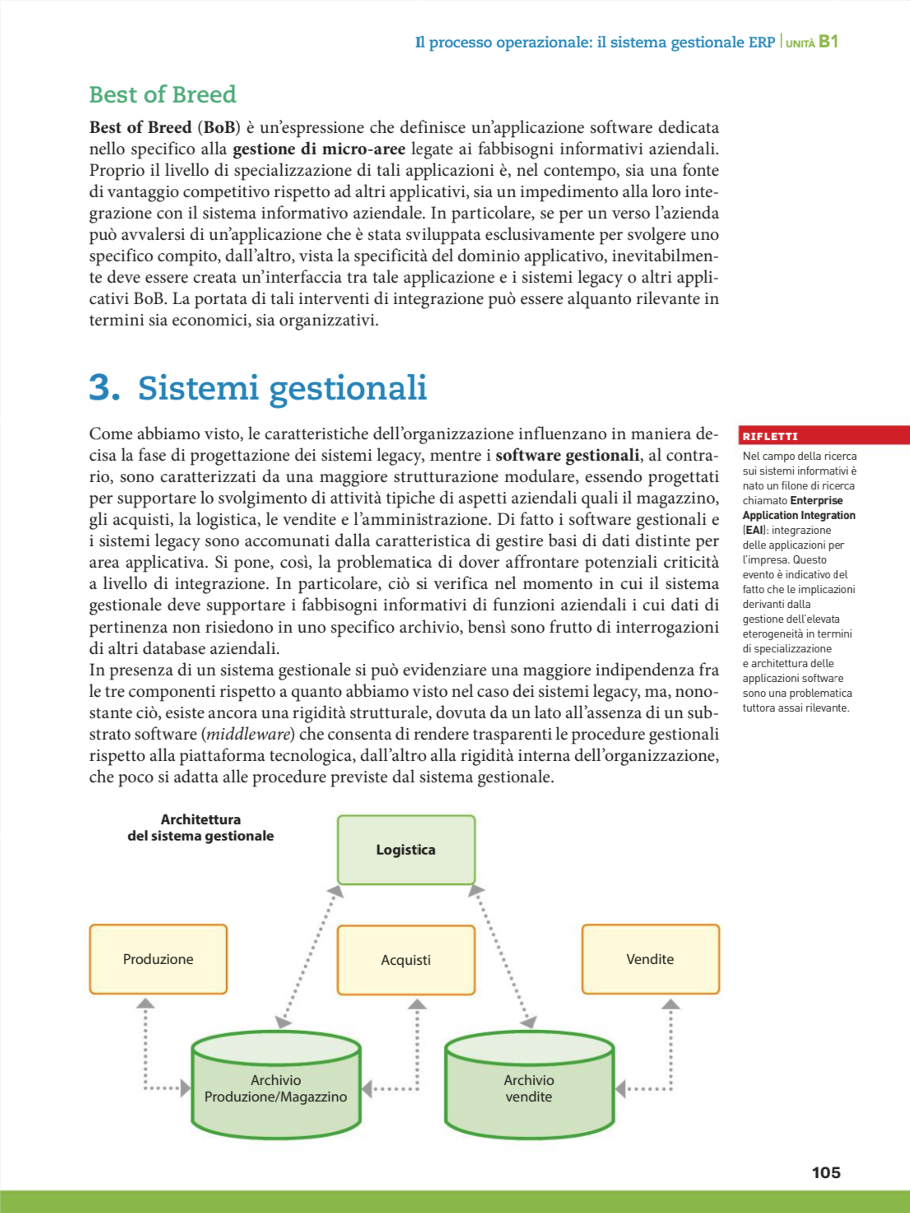 Il processo operazionale: il sistema gestionale ERP | UNITÀ B1
Best of Breed
Best of Breed (BoB) è un'espressione che definisce un'applicazione software dedicata
nello specifico alla gestione di micro-aree legate ai fabbisogni informativi aziendali.
Proprio il livello di specializzazione di tali applicazioni è, nel contempo, sia una fonte
di vantaggio competitivo rispetto ad altri applicativi, sia un impedimento alla loro inte-
grazione con il sistema informativo aziendale. In particolare, se per un verso l'azienda
può avvalersi di un'applicazione che è stata sviluppata esclusivamente per svolgere uno
specifico compito, dall'altro, vista la specificità del dominio applicativo, inevitabilmen-
te deve essere creata un'interfaccia tra tale applicazione e i sistemi legacy o altri appli-
cativi BoB. La portata di tali interventi di integrazione può essere alquanto rilevante in
termini sia economici, sia organizzativi.
3. Sistemi gestionali
Come abbiamo visto, le caratteristiche dell'organizzazione influenzano in maniera de-
cisa la fase di progettazione dei sistemi legacy, mentre i software gestionali, al contra-
rio, sono caratterizzati da una maggiore strutturazione modulare, essendo progettati
per supportare lo svolgimento di attività tipiche di aspetti aziendali quali il magazzino,
gli acquisti, la logistica, le vendite e l'amministrazione. Di fatto i software gestionali e
i sistemi legacy sono accomunati dalla caratteristica di gestire basi di dati distinte per
area applicativa. Si pone, così, la problematica di dover affrontare potenziali criticità
a livello di integrazione. In particolare, ciò si verifica nel momento in cui il sistema
gestionale deve supportare i fabbisogni informativi di funzioni aziendali i cui dati di
pertinenza non risiedono in uno specifico archivio, bensì sono frutto di interrogazioni
di altri database aziendali.
In presenza di un sistema gestionale si può evidenziare una maggiore indipendenza fra
le tre componenti rispetto a quanto abbiamo visto nel caso dei sistemi legacy, ma, nono-
stante ciò, esiste ancora una rigidità strutturale, dovuta da un lato all'assenza di un sub-
strato software (middleware) che consenta di rendere trasparenti le procedure gestionali
rispetto alla piattaforma tecnologica, dall'altro alla rigidità interna dell'organizzazione,
che poco si adatta alle procedure previste dal sistema gestionale.
RIFLETTI
Nel campo della ricerca
sui sistemi informativi è
nato un filone di ricerca
chiamato Enterprise
Application Integration
(EAI): integrazione
delle applicazioni per
l'impresa. Questo
evento è indicativo del
fatto che le implicazioni
derivanti dalla
gestione dell'elevata
eterogeneità in termini
di specializzazione
e architettura delle
applicazioni software
sono una problematica
tuttora assai rilevante.
Architettura
del sistema gestionale
Logistica
Produzione
Acquisti
Vendite
Archivio
Produzione/Magazzino
Archivio
vendite
105